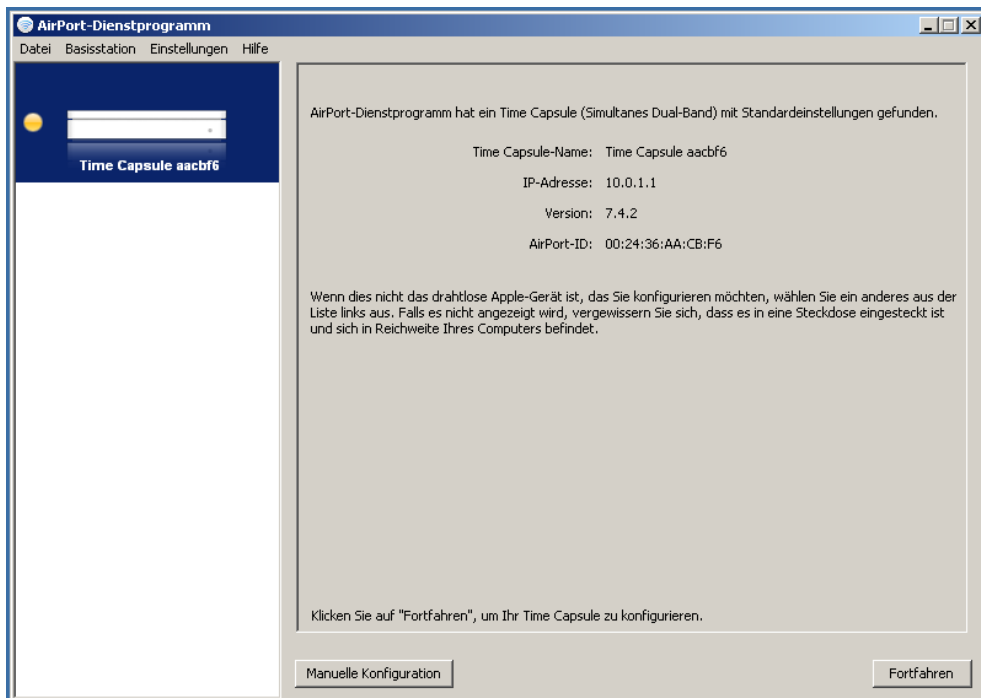 AirPort-Dienstprogramm
Datei Basisstation Einstellungen Hilfe
Time Capsule aacbf6
AirPort-Dienstprogramm hat ein Time Capsule (Simultanes Dual-Band) mit Standardeinstellungen gefunden.
Time Capsule-Name: Time Capsule aacbf6
IP-Adresse: 10.0.1.1
Version: 7.4.2
AirPort-ID: 00:24:36:AA:CB:F6
Wenn dies nicht das drahtlose Apple-Gerät ist, das Sie konfigurieren möchten, wählen Sie ein anderes aus der
Liste links aus. Falls es nicht angezeigt wird, vergewissern Sie sich, dass es in eine Steckdose eingesteckt ist
und sich in Reichweite Ihres Computers befindet.
Klicken Sie auf "Fortfahren", um Ihr Time Capsule zu konfigurieren.
Manuelle Konfiguration Fortfahren